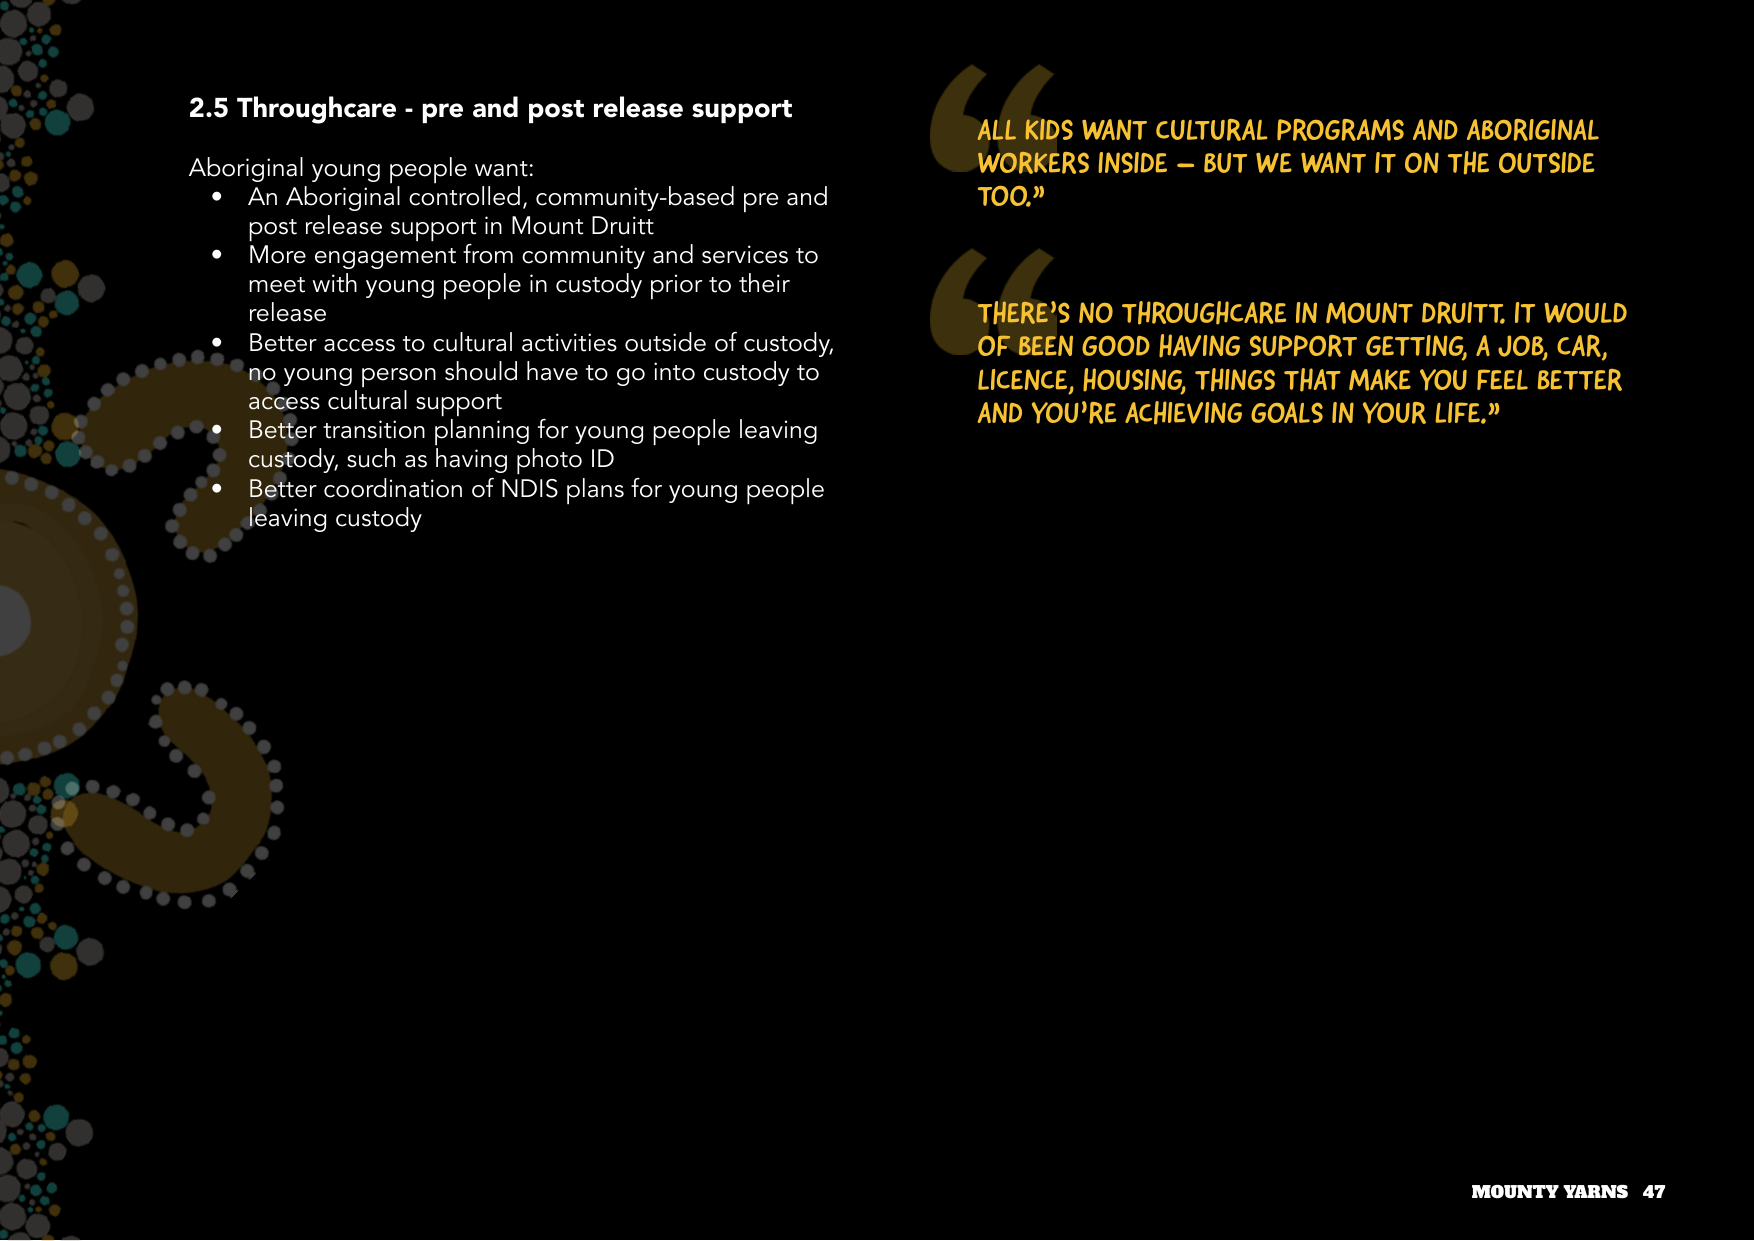 2.5 Throughcare - pre and post release support
Aboriginal young people want:
• An Aboriginal controlled, community-based pre and
post release support in Mount Druitt
• More engagement from community and services to
meet with young people in custody prior to their
release
• Better access to cultural activities outside of custody,
no young person should have to go into custody to
access cultural support
• Better transition planning for young people leaving
custody, such as having photo ID
• Better coordination of NDIS plans for young people
leaving custody
“ALL KIDS WANT CULTURAL PROGRAMS AND ABORIGINAL
WORKERS INSIDE – BUT WE WANT IT ON THE OUTSIDE
TOO.”
“THERE’S NO THROUGHCARE IN MOUNT DRUITT. IT WOULD
OF BEEN GOOD HAVING SUPPORT GETTING, A JOB, CAR,
LICENCE, HOUSING, THINGS THAT MAKE YOU FEEL BETTER
AND YOU’RE ACHIEVING GOALS IN YOUR LIFE.”
MOUNTY YARNS 47